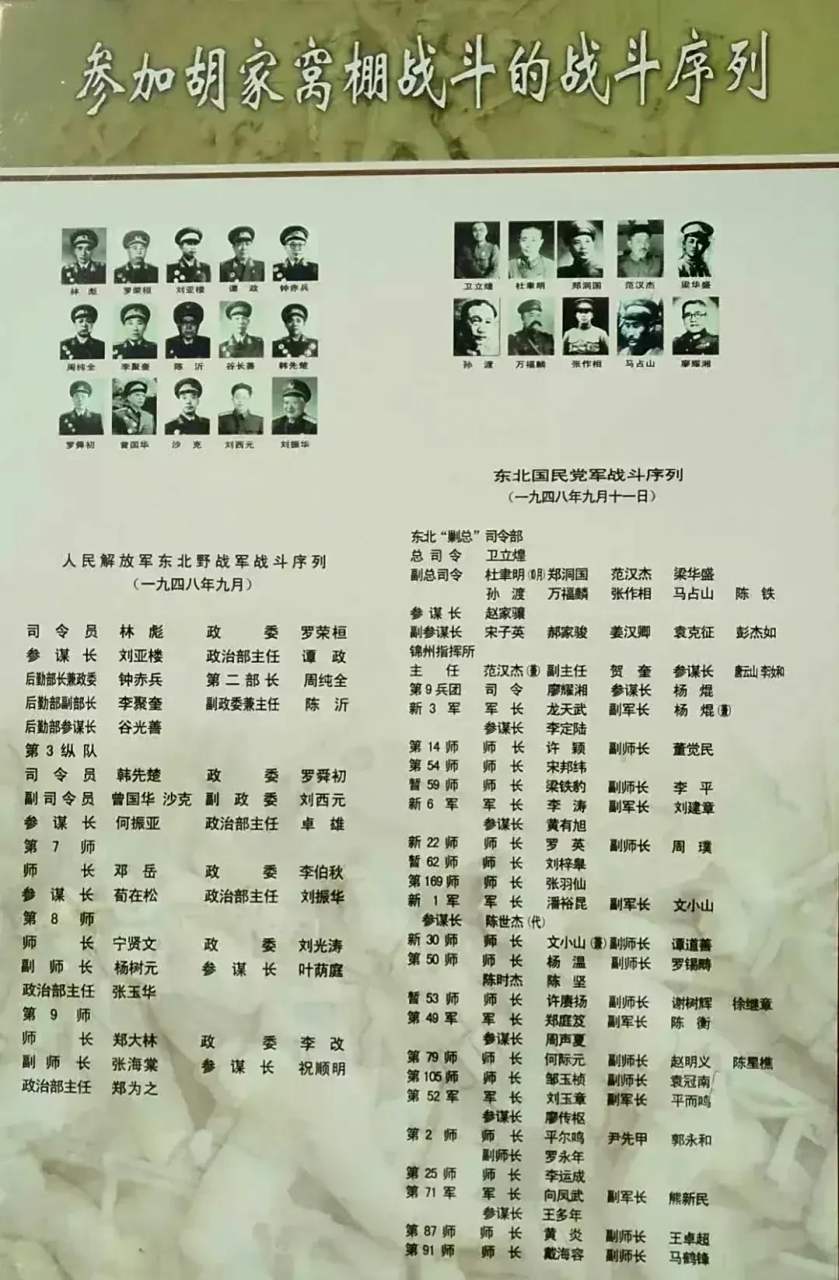 参加胡家窝棚战斗的战斗序列
林 彪 罗荣桓 刘亚楼 谭 政 钟赤兵
周纯全 李聚奎 陈 沂 谷长善 韩先楚
罗舜初 曾国华 沙 克 刘西元 刘振华
人民解放军东北野战军战斗序列
（一九四八年九月）
司令员 林 彪 政 委 罗荣桓
参谋长 刘亚楼 政治部主任 谭 政
后勤部长兼政委 钟赤兵 第二部长 周纯全
后勤部副部长 李聚奎 副政委兼主任 陈 沂
后勤部参谋长 谷光善
第3纵队
司令员 韩先楚 政 委 罗舜初
副司令员 曾国华 沙克 副政委 刘西元
参谋长 何振亚 政治部主任 卓 雄
第 7 师
师 长 邓 岳 政 委 李伯秋
参谋长 荀在松 政治部主任 刘振华
第 8 师
师 长 宁贤文 政 委 刘光涛
副师长 杨树元 参谋长 叶荫庭
政治部主任 张玉华
第 9 师
师 长 郑大林 政 委 李 改
副师长 张海棠 参谋长 祝顺明
政治部主任 郑为之
卫立煌 杜聿明 郑洞国 范汉杰 梁华盛
孙 渡 万福麟 张作相 马占山 廖耀湘
东北国民党军战斗序列
（一九四八年九月十一日）
东北“剿总”司令部
总司令 卫立煌
副总司令 杜聿明 郑洞国 范汉杰 梁华盛
孙 渡 万福麟 张作相 马占山 陈 铁
参谋长 赵家骧
副参谋长 宋子英 郝家骏 姜汉卿 袁克征 彭杰如
锦州指挥所
主 任 范汉杰(兼) 副主任 贺 奎 参谋长
第9兵团 司 令 廖耀湘 参谋长 杨 焜
新 3 军 军 长 龙天武 副军长 杨 焜(兼)
参谋长 李定陆
第 14 师 师 长 许 颖 副师长 董觉民
第 54 师 师 长 宋邦纬
暂 59 师 师 长 梁铁豹 副师长 李 平
新 6 军 军 长 李 涛 副军长 刘建章
参谋长 黄有旭
新 22 师 师 长 罗 英 副师长 周 璞
暂 62 师 师 长 刘梓皋
第169师 师 长 张羽仙
新 1 军 军 长 潘裕昆 副军长 文小山
参谋长 陈世杰(代)
新 30 师 师 长 文小山(兼) 副师长 谭道善
第 50 师 师 长 杨 温 副师长 罗锡畴
陈时杰 陈 坚
暂 53 师 师 长 许赓扬 副师长 谢树辉 徐继章
第 49 军 军 长 郑庭笈 副军长 陈 衡
参谋长 周声夏
第 79 师 师 长 何际元 副师长 赵明义 陈星樵
第105师 师 长 邹玉桢 副师长 袁冠南
第 52 军 军 长 刘玉章 副军长 平而鸣
参谋长 廖传枢
第 2 师 师 长 平尔鸣 尹先甲 郭永和
副师长 罗永年
第 25 师 师 长 李运成
第 71 军 军 长 向凤武 副军长 熊新民
参谋长 王多年
第 87 师 师 长 黄 炎 副师长 王卓超
第 91 师 师 长 戴海容 副师长 马鹤锋